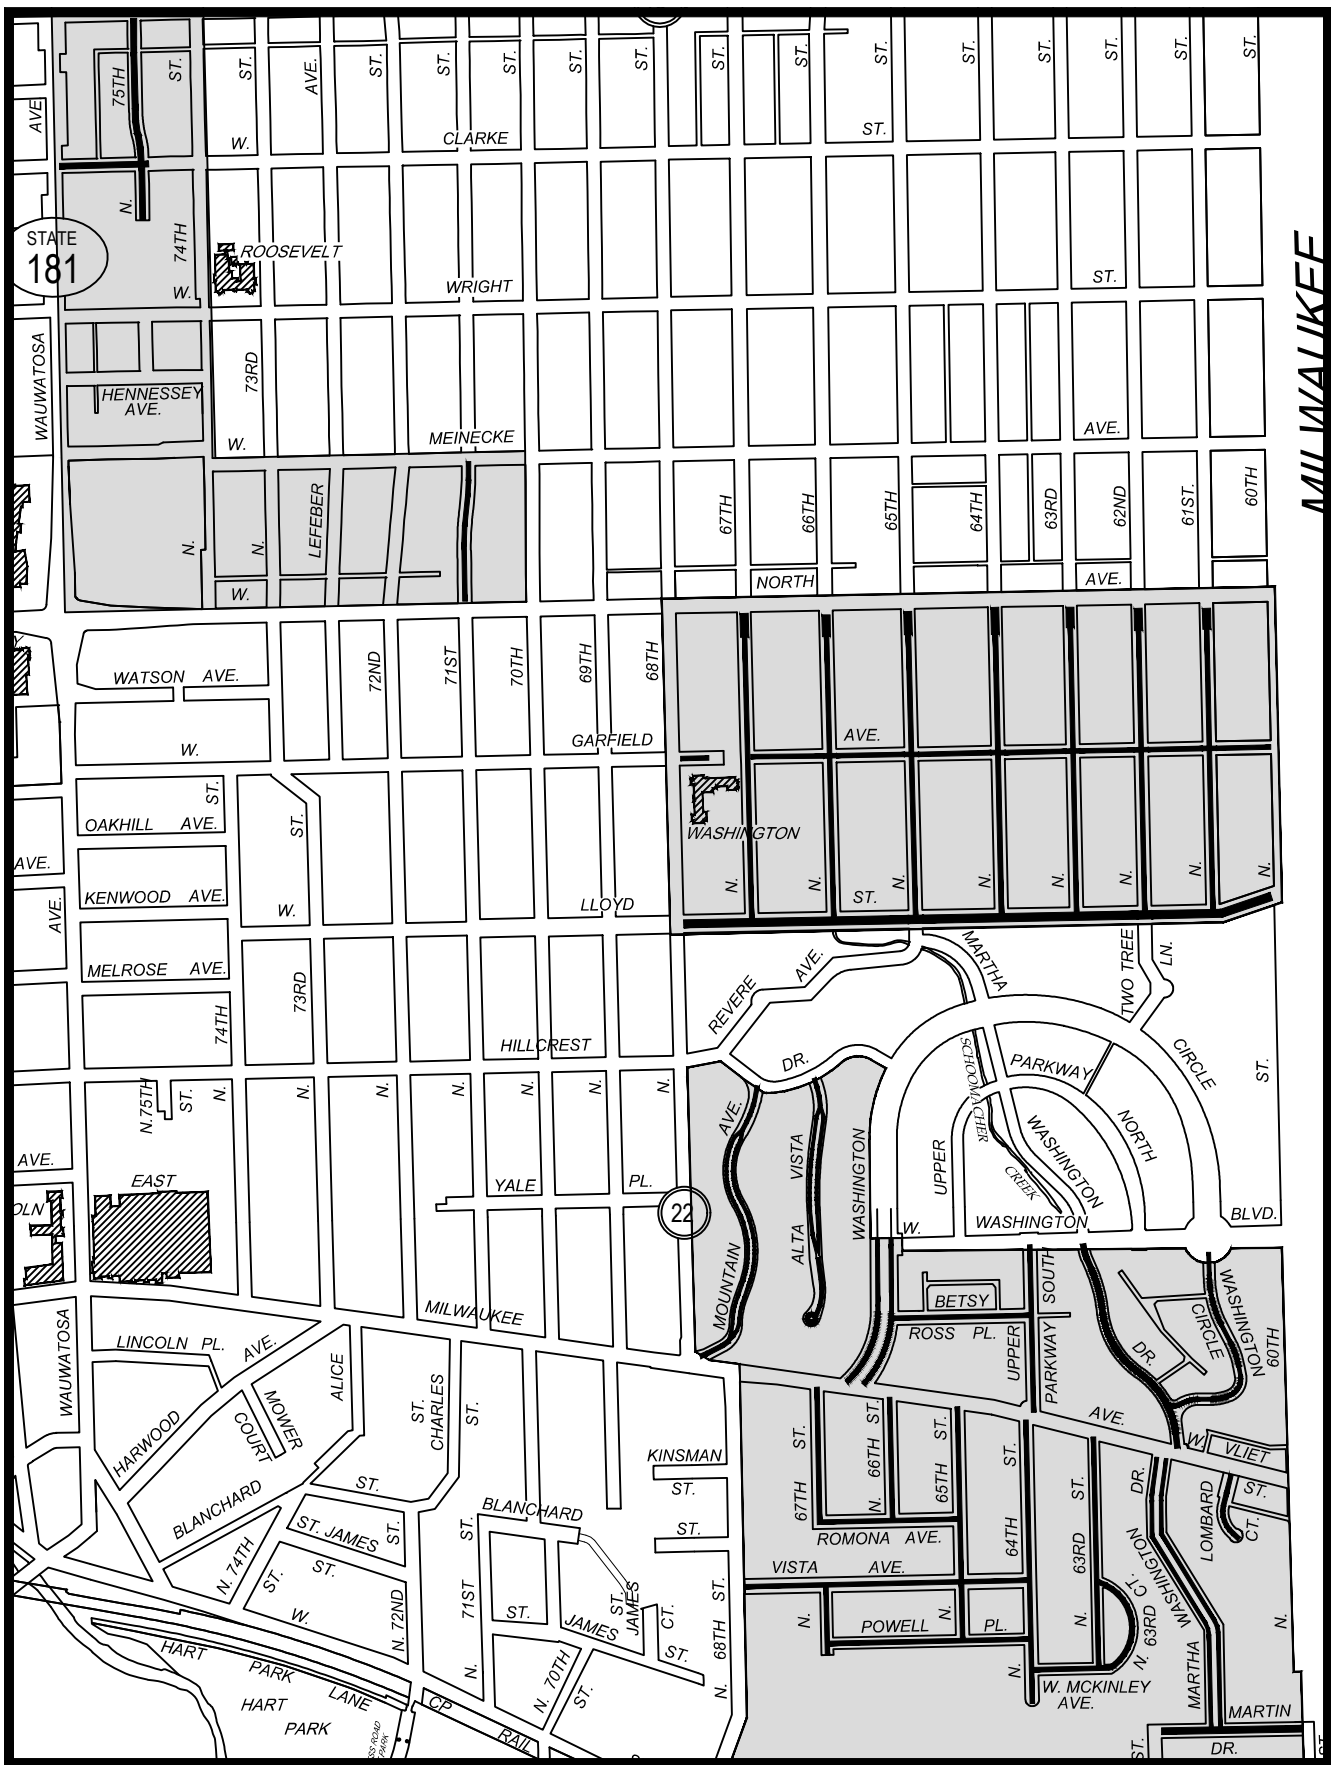 ST.
ST.
AVE.
ST.
ST.
ST.
ST.
ST.
ST.
ST.
ST.
ST.
ST.
ST.
ST.
ST.
75TH
AVE
W.
CLARKE
ST.
N.
74TH
STATE
181
ROOSEVELT
W.
WRIGHT
ST.
MILWAUKEE
WAUWATOSA
73RD
HENNESSEY
AVE.
W.
MEINECKE
AVE.
N.
N.
LEFEBER
67TH
66TH
65TH
64TH
63RD
62ND
61ST.
60TH
W.
NORTH
AVE.
WATSON AVE.
72ND
71ST
70TH
69TH
68TH
W.
GARFIELD
AVE.
ST.
OAKHILL AVE.
ST.
WASHINGTON
AVE.
KENWOOD AVE.
AVE.
W.
LLOYD
ST.
N.
N.
N.
N.
N.
N.
N.
N.
MELROSE AVE.
73RD
74TH
REVERE
AVE.
MARTHA
TWO TREE
LN.
HILLCREST
DR.
SCHOOMACHER
CREEK
PARKWAY
CIRCLE
ST.
N.75TH
ST.
N.
N.
N.
N.
N.
N.
N.
AVE.
VISTA
WASHINGTON
UPPER
WASHINGTON
NORTH
AVE.
EAST
YALE
PL.
OLN
22
ALTA
W.
WASHINGTON
BLVD.
MOUNTAIN
SOUTH
BETSY
WASHINGTON
CIRCLE
MILWAUKEE
ROSS PL.
UPPER
PARKWAY
DR.
60TH
WAUWATOSA
LINCOLN PL.
AVE.
ALICE
ST.
CHARLES
ST.
HARWOOD
MOWER
COURT
AVE.
W.
VLIET
ST.
KINSMAN
ST.
67TH
ST.
66TH
ST.
N.
65TH
ST.
64TH
ST.
63RD
ST.
DR.
BLANCHARD
ST.
BLANCHARD
LOMBARD
CT.
ST. JAMES
ST.
ST.
ST.
ROMONA AVE.
N. 74TH
ST.
ST.
W.
N. 72ND
71ST
ST.
JAMES
ST.
VISTA AVE.
WASHINGTON
ST.
JAMES
CT.
ST.
68TH
ST.
N.
POWELL
N.
PL.
N.
N. 63RD
CT.
N.
HART
PARK
LANE
N.
N. 70TH
ST.
N.
N.
W. MCKINLEY
AVE.
MARTHA
HART
PARK
CP
RAIL
MARTIN
DR.
ST.